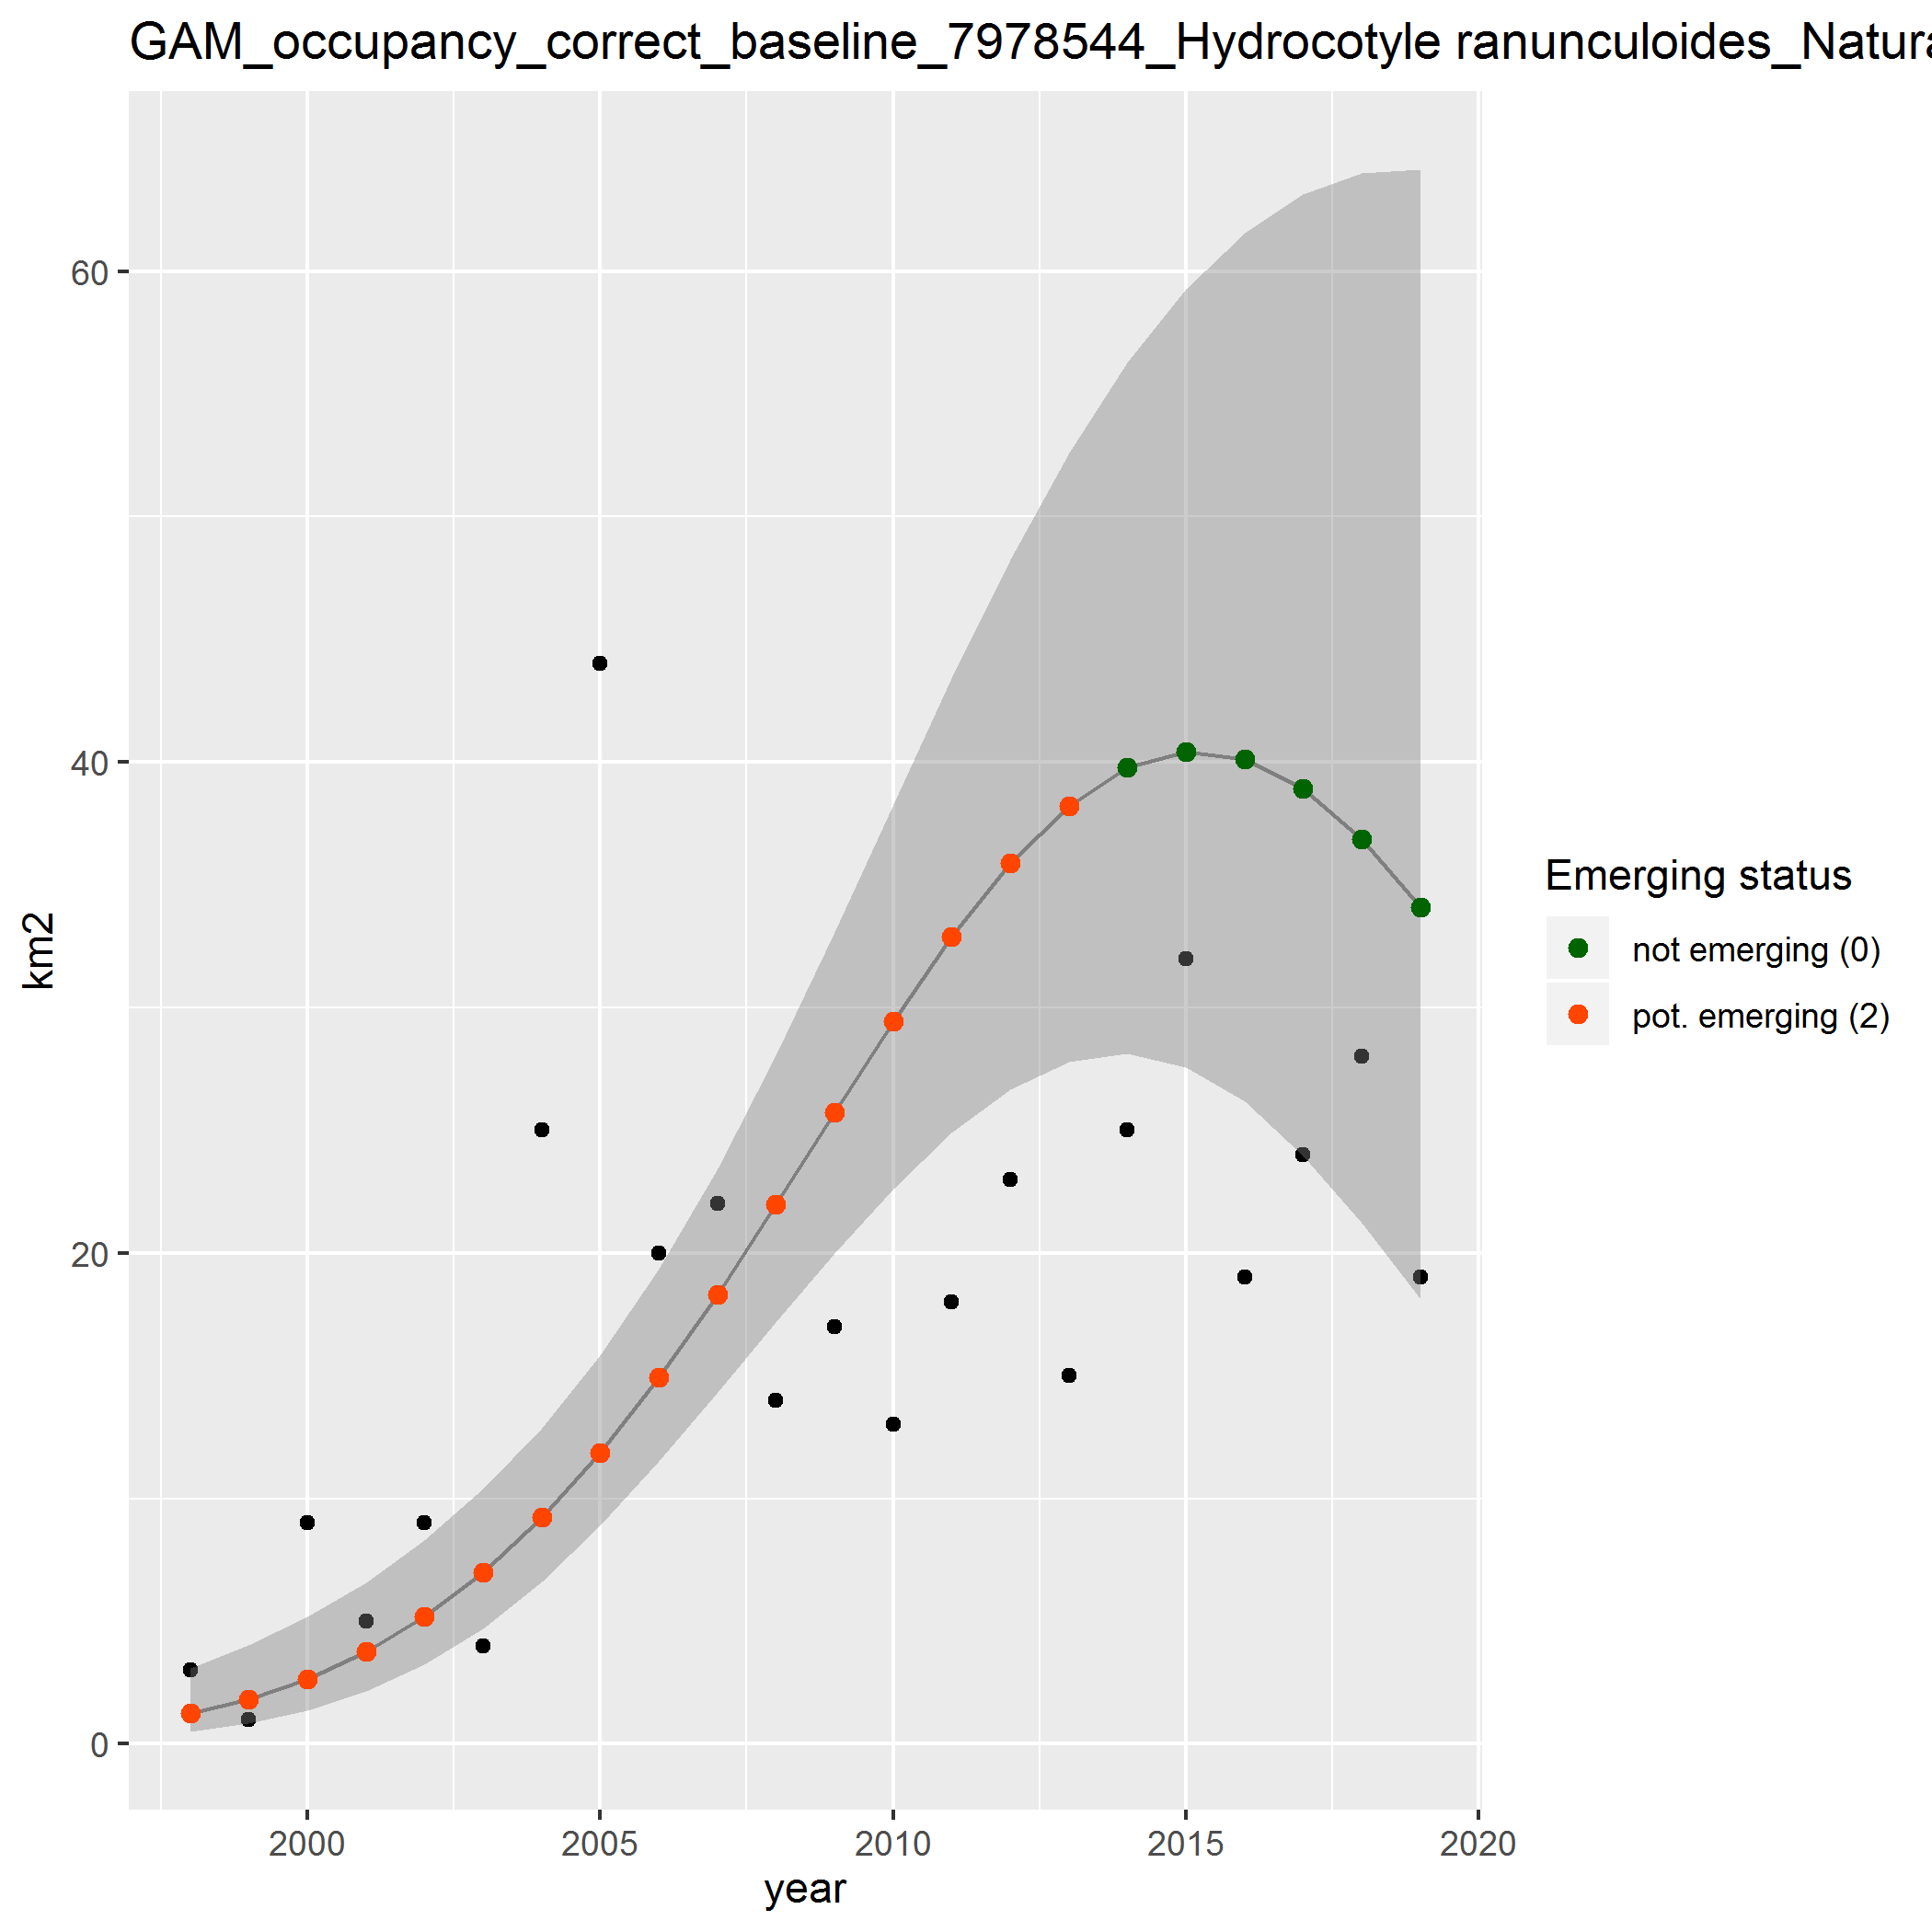 GAM_occupancy_correct_baseline_7978544_Hydrocotyle ranunculoides_Natura
60
40
20
0
km2
2000 2005 2010 2015 2020
year
Emerging status
not emerging (0)
pot. emerging (2)